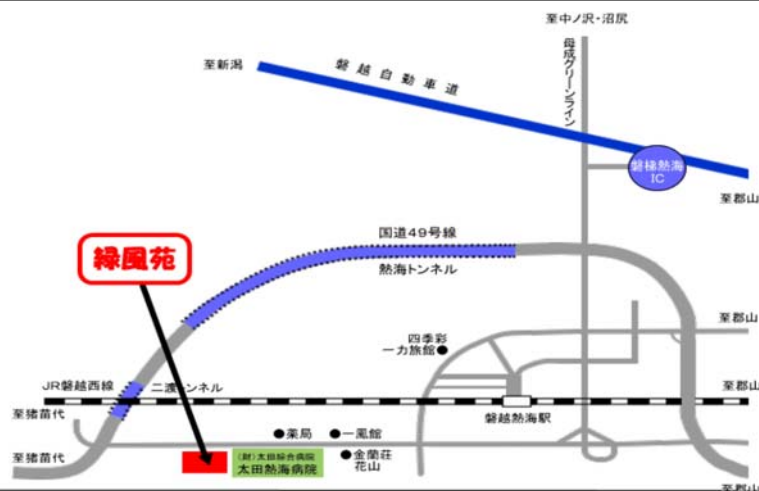 至中ノ沢・沼尻
母成グリーンライン
至新潟
磐越自動車道
磐梯熱海
IC
至郡山
国道49号線
熱海トンネル
緑風苑
四季彩
一力旅館●
至郡山
JR磐越西線
二渡トンネル
至郡山
至猪苗代
磐越熱海駅
●薬局
●一風館
至猪苗代
(財)太田綜合病院
太田熱海病院
●金蘭荘
花山
至郡山